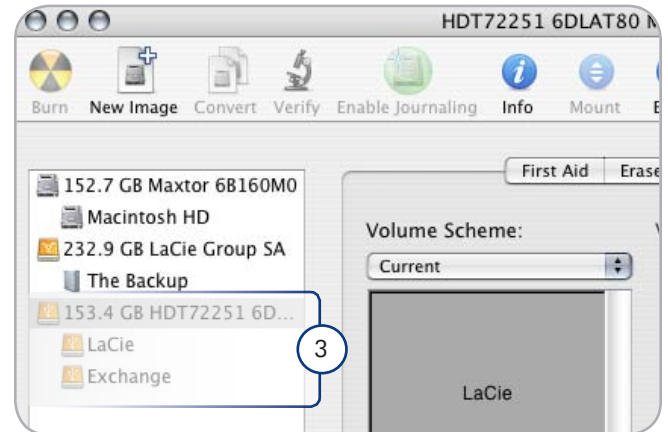 HDT72251 6DLAT80
Burn New Image Convert Verify Enable Journaling Info Mount
First Aid Erase
152.7 GB Maxtor 6B160M0
Macintosh HD
232.9 GB LaCie Group SA
The Backup
153.4 GB HDT72251 6D...
LaCie
Exchange
3
Volume Scheme:
Current
LaCie